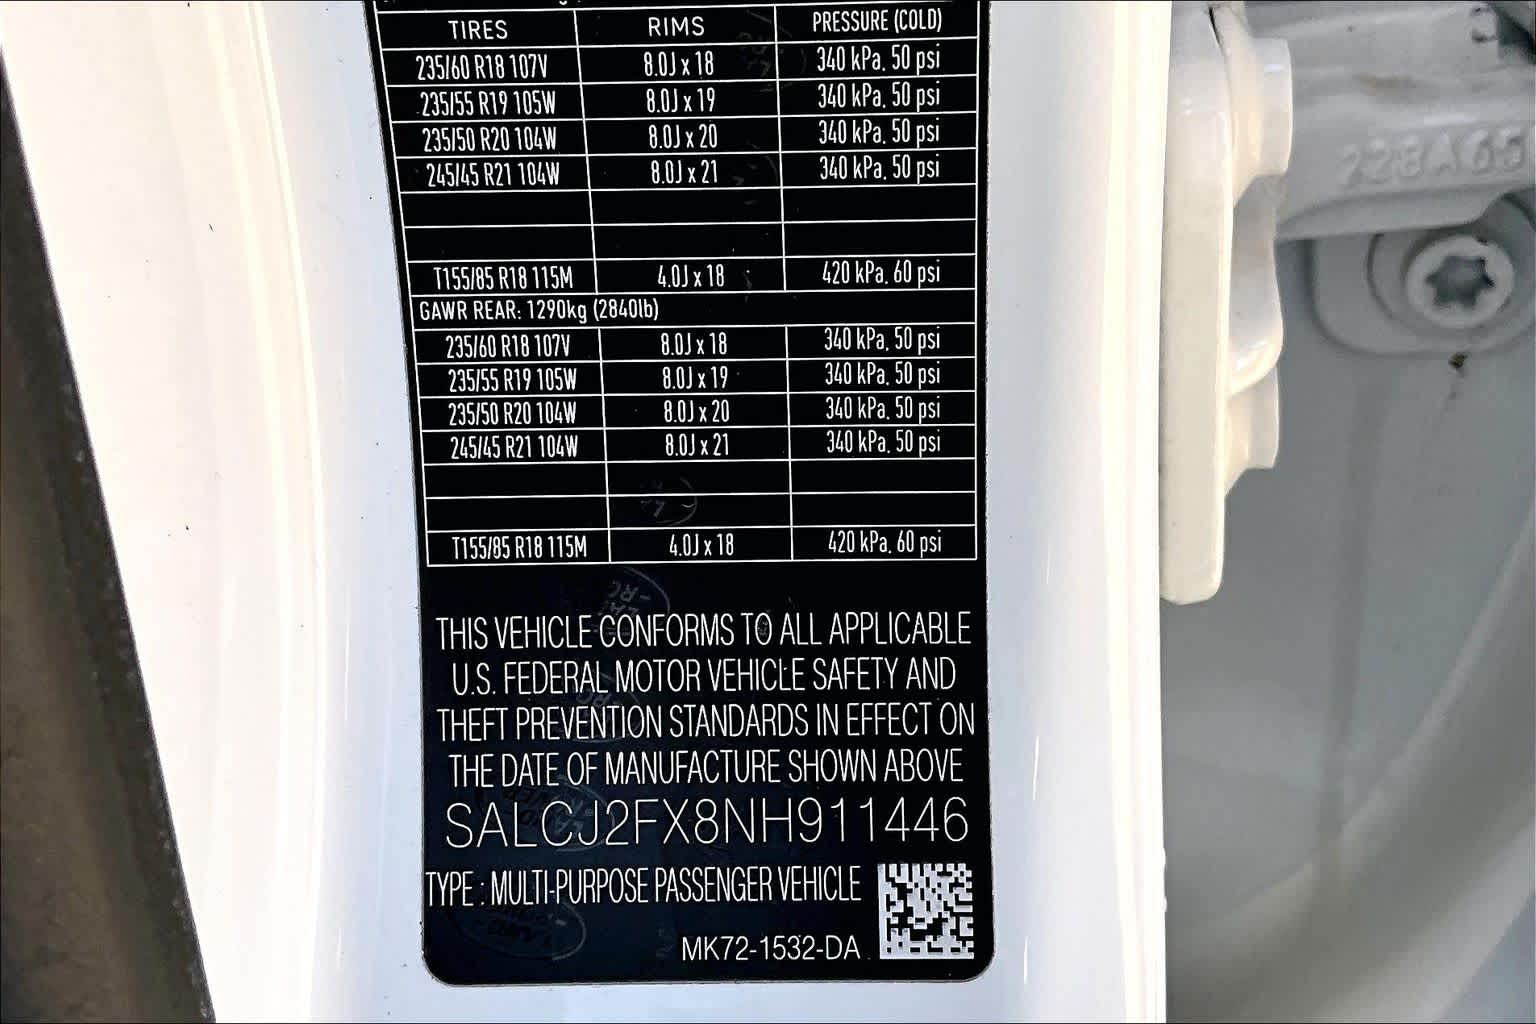 TIRES RIMS PRESSURE (COLD)
235/60 R18 107V 8.0J x 18 340 kPa, 50 psi
235/55 R19 105W 8.0J x 19 340 kPa, 50 psi
235/50 R20 104W 8.0J x 20 340 kPa, 50 psi
245/45 R21 104W 8.0J x 21 340 kPa, 50 psi
T155/85 R18 115M 4.0J x 18 420 kPa, 60 psi
GAWR REAR: 1290kg (2840lb)
235/60 R18 107V 8.0J x 18 340 kPa, 50 psi
235/55 R19 105W 8.0J x 19 340 kPa, 50 psi
235/50 R20 104W 8.0J x 20 340 kPa, 50 psi
245/45 R21 104W 8.0J x 21 340 kPa, 50 psi
T155/85 R18 115M 4.0J x 18 420 kPa, 60 psi
THIS VEHICLE CONFORMS TO ALL APPLICABLE
U.S. FEDERAL MOTOR VEHICLE SAFETY AND
THEFT PREVENTION STANDARDS IN EFFECT ON
THE DATE OF MANUFACTURE SHOWN ABOVE
SALCJ2FX8NH911446
TYPE : MULTI-PURPOSE PASSENGER VEHICLE
MK72-1532-DA
228A65